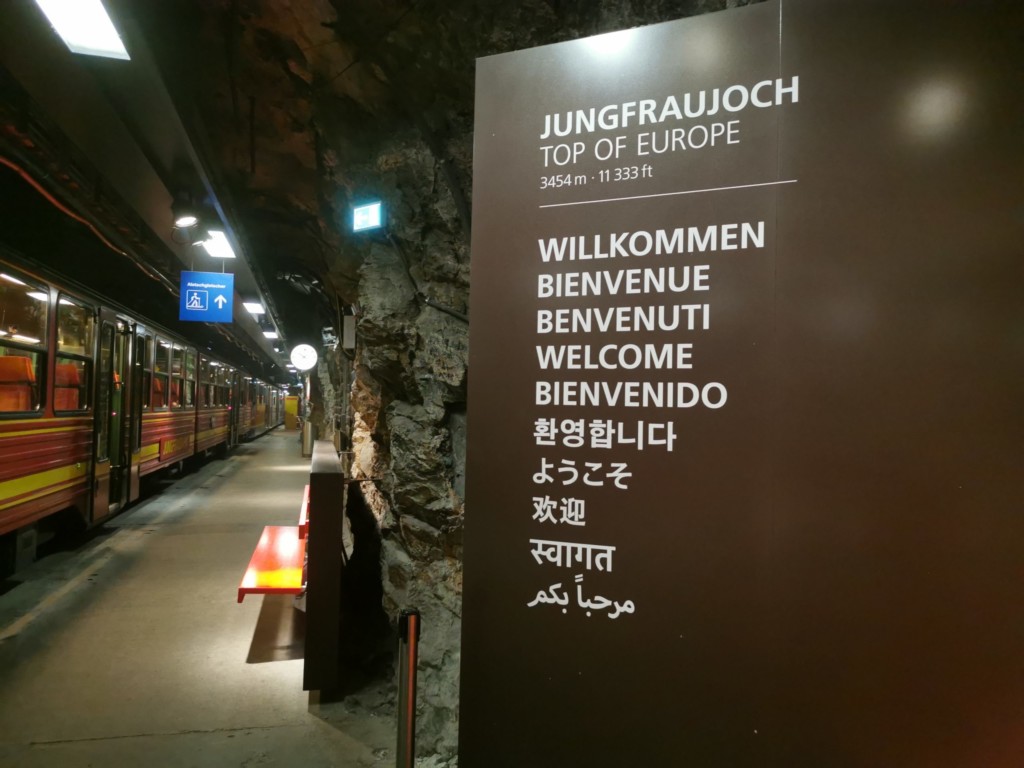 JUNGFRAUJOCH
TOP OF EUROPE
3454 m · 11 333 ft
WILLKOMMEN
BIENVENUE
BENVENUTI
WELCOME
BIENVENIDO
환영합니다
ようこそ
欢迎
स्वागत
مرحباً بكم